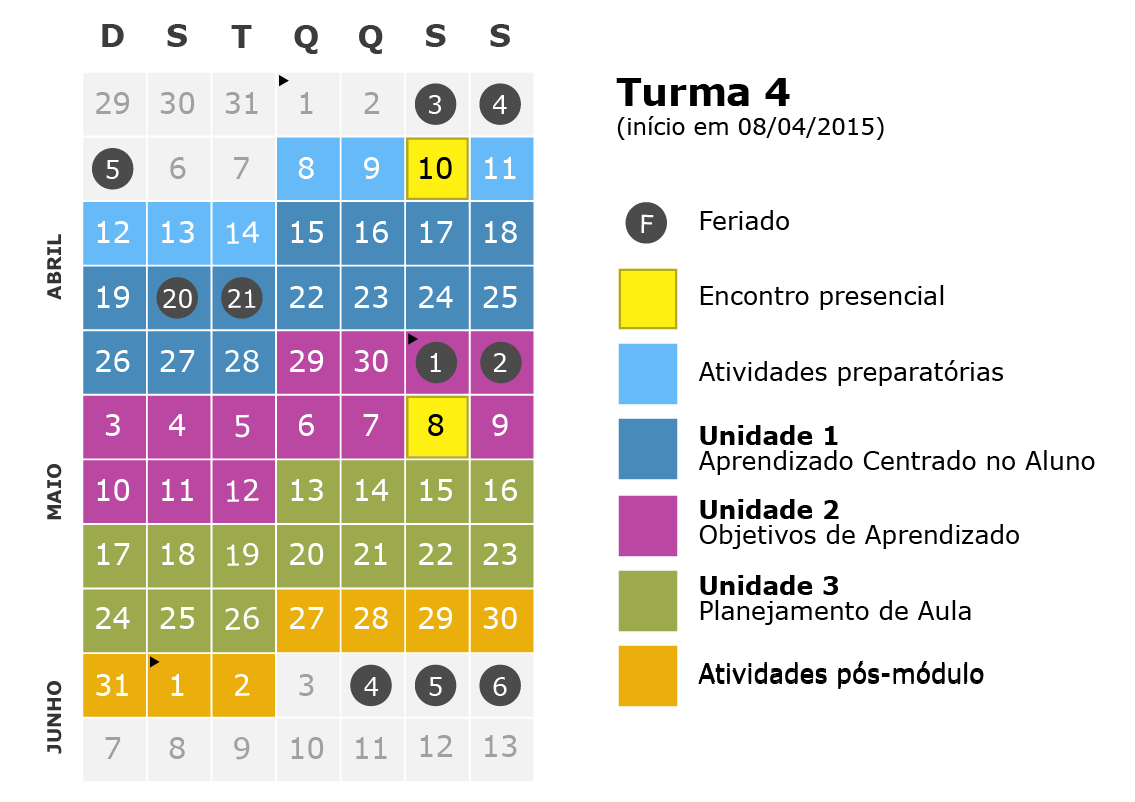 D S T Q Q S S
29 30 31 1 2 3 4
5 6 7 8 9 10 11
12 13 14 15 16 17 18
19 20 21 22 23 24 25
26 27 28 29 30 1 2
3 4 5 6 7 8 9
10 11 12 13 14 15 16
17 18 19 20 21 22 23
24 25 26 27 28 29 30
31 1 2 3 4 5 6
7 8 9 10 11 12 13
ABRIL
MAIO
JUNHO
Turma 4
(início em 08/04/2015)
F Feriado
Encontro presencial
Atividades preparatórias
Unidade 1
Aprendizado Centrado no Aluno
Unidade 2
Objetivos de Aprendizado
Unidade 3
Planejamento de Aula
Atividades pós-módulo